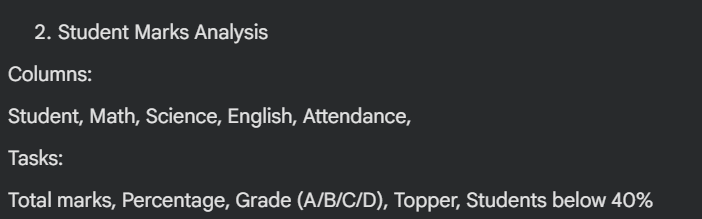 2. Student Marks Analysis
Columns:
Student, Math, Science, English, Attendance,
Tasks:
Total marks, Percentage, Grade (A/B/C/D), Topper, Students below 40%